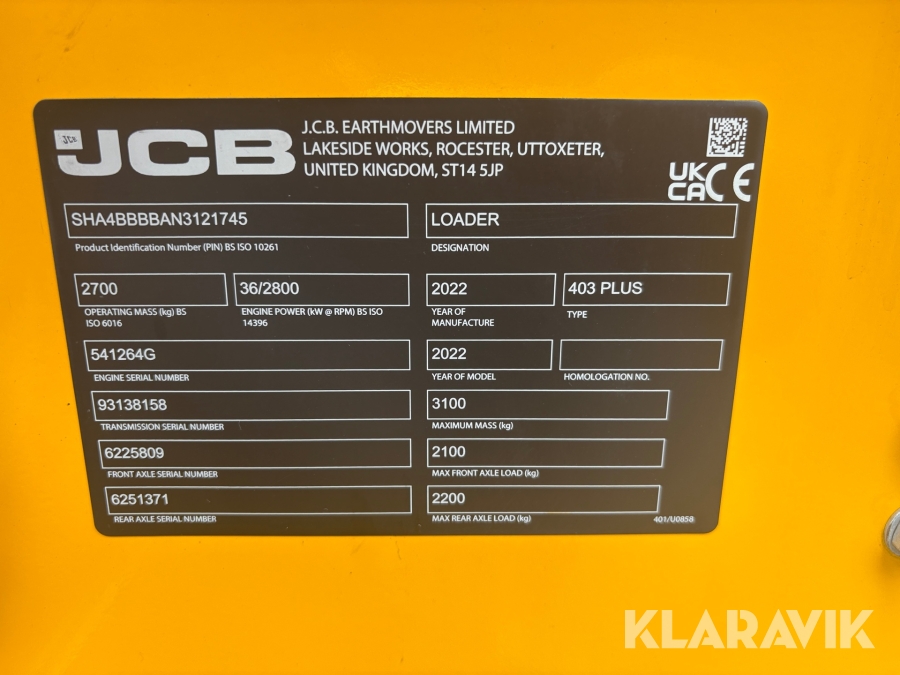 JCB
J.C.B. EARTHMOVERS LIMITED
LAKESIDE WORKS, ROCESTER, UTTOXETER,
UNITED KINGDOM, ST14 5JP
UK
CA CE
SHA4BBBBAN3121745
Product Identification Number (PIN) BS ISO 10261
LOADER
DESIGNATION
2700
OPERATING MASS (kg) BS
ISO 6016
36/2800
ENGINE POWER (kW @ RPM) BS ISO
14396
2022
YEAR OF
MANUFACTURE
403 PLUS
TYPE
541264G
ENGINE SERIAL NUMBER
2022
YEAR OF MODEL
HOMOLOGATION NO.
93138158
TRANSMISSION SERIAL NUMBER
3100
MAXIMUM MASS (kg)
6225809
FRONT AXLE SERIAL NUMBER
2100
MAX FRONT AXLE LOAD (kg)
6251371
REAR AXLE SERIAL NUMBER
2200
MAX REAR AXLE LOAD (kg)
401/U0858
KLARAVIK